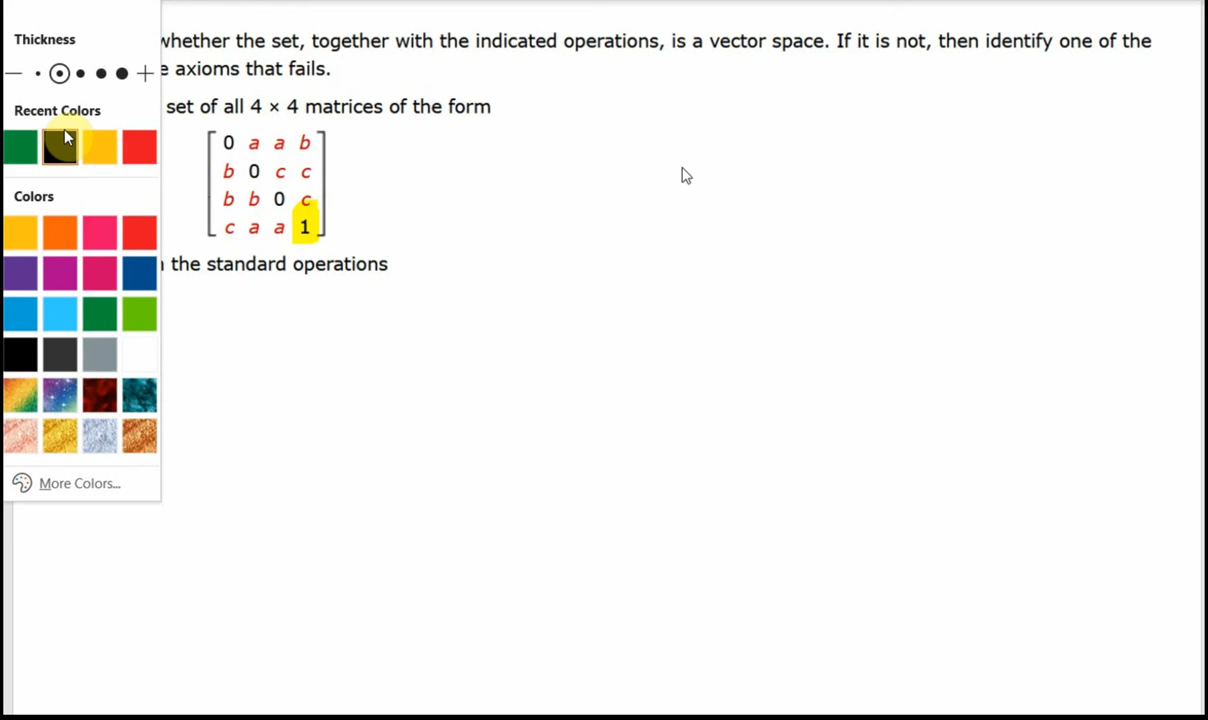 Thickness
whether the set, together with the indicated operations, is a vector space. If it is not, then identify one of the
axioms that fails.
Recent Colors
set of all 4 × 4 matrices of the form
0 a a b
b 0 c c
b b 0 c
c a a 1
Colors
the standard operations
More Colors...